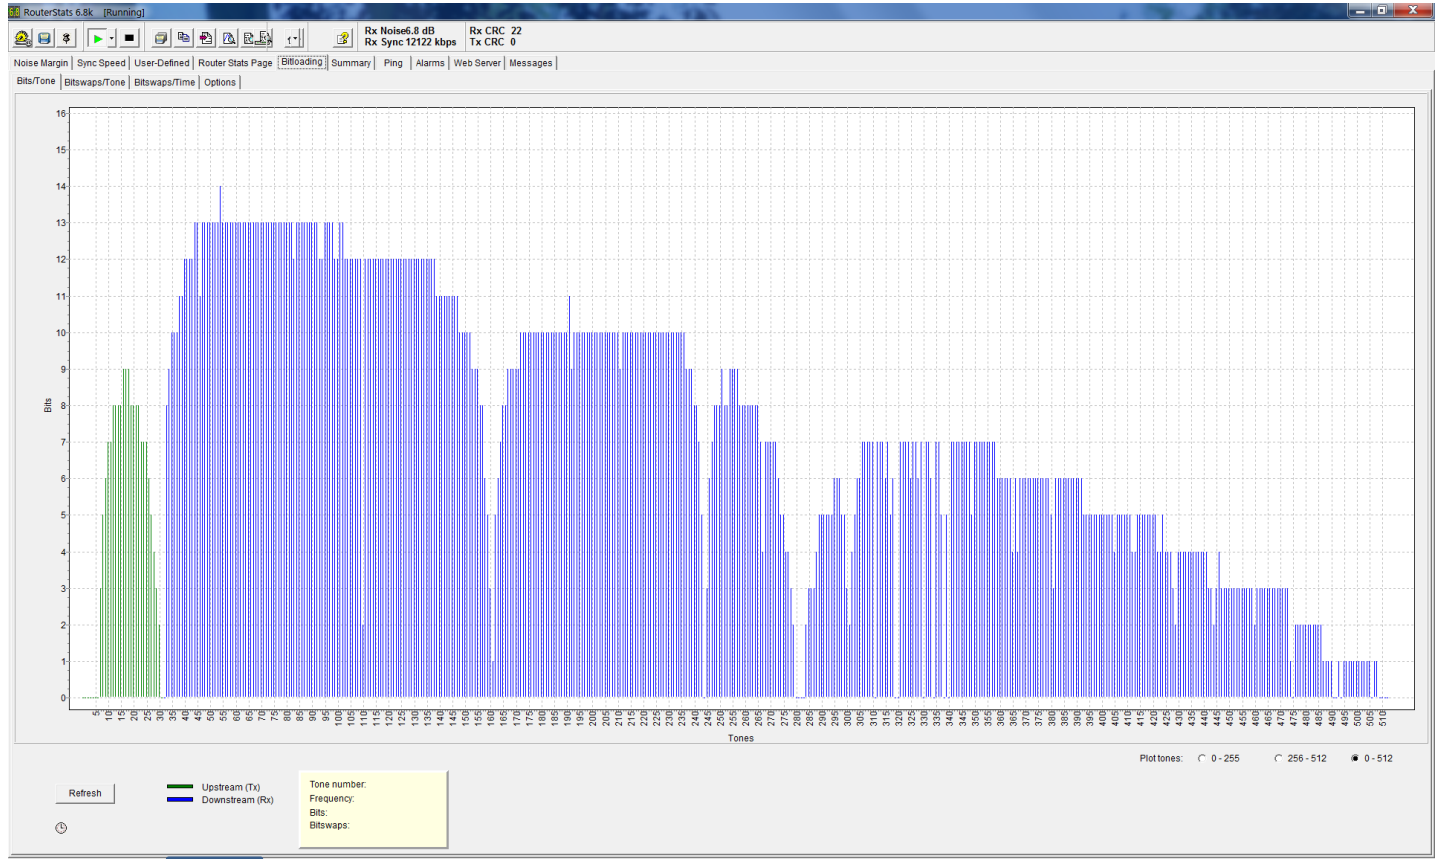 6.8 RouterStats 6.8k [Running]
Rx Noise6.8 dB Rx CRC 22
Rx Sync 12122 kbps Tx CRC 0
Noise Margin Sync Speed User-Defined Router Stats Page Bitloading Summary Ping Alarms Web Server Messages
Bits/Tone Bitswaps/Tone Bitswaps/Time Options
16
15
14
13
12
11
10
9
8
7
6
5
4
3
2
1
0
Bits
5 10 15 20 25 30 35 40 45 50 55 60 65 70 75 80 85 90 95 100 105 110 115 120 125 130 135 140 145 150 155 160 165 170 175 180 185 190 195 200 205 210 215 220 225 230 235 240 245 250 255 260 265 270 275 280 285 290 295 300 305 310 315 320 325 330 335 340 345 350 355 360 365 370 375 380 385 390 395 400 405 410 415 420 425 430 435 440 445 450 455 460 465 470 475 480 485 490 495 500 505 510
Tones
Plot tones: 0 - 255 256 - 512 0 - 512
Refresh
Upstream (Tx)
Downstream (Rx)
Tone number:
Frequency:
Bits:
Bitswaps: